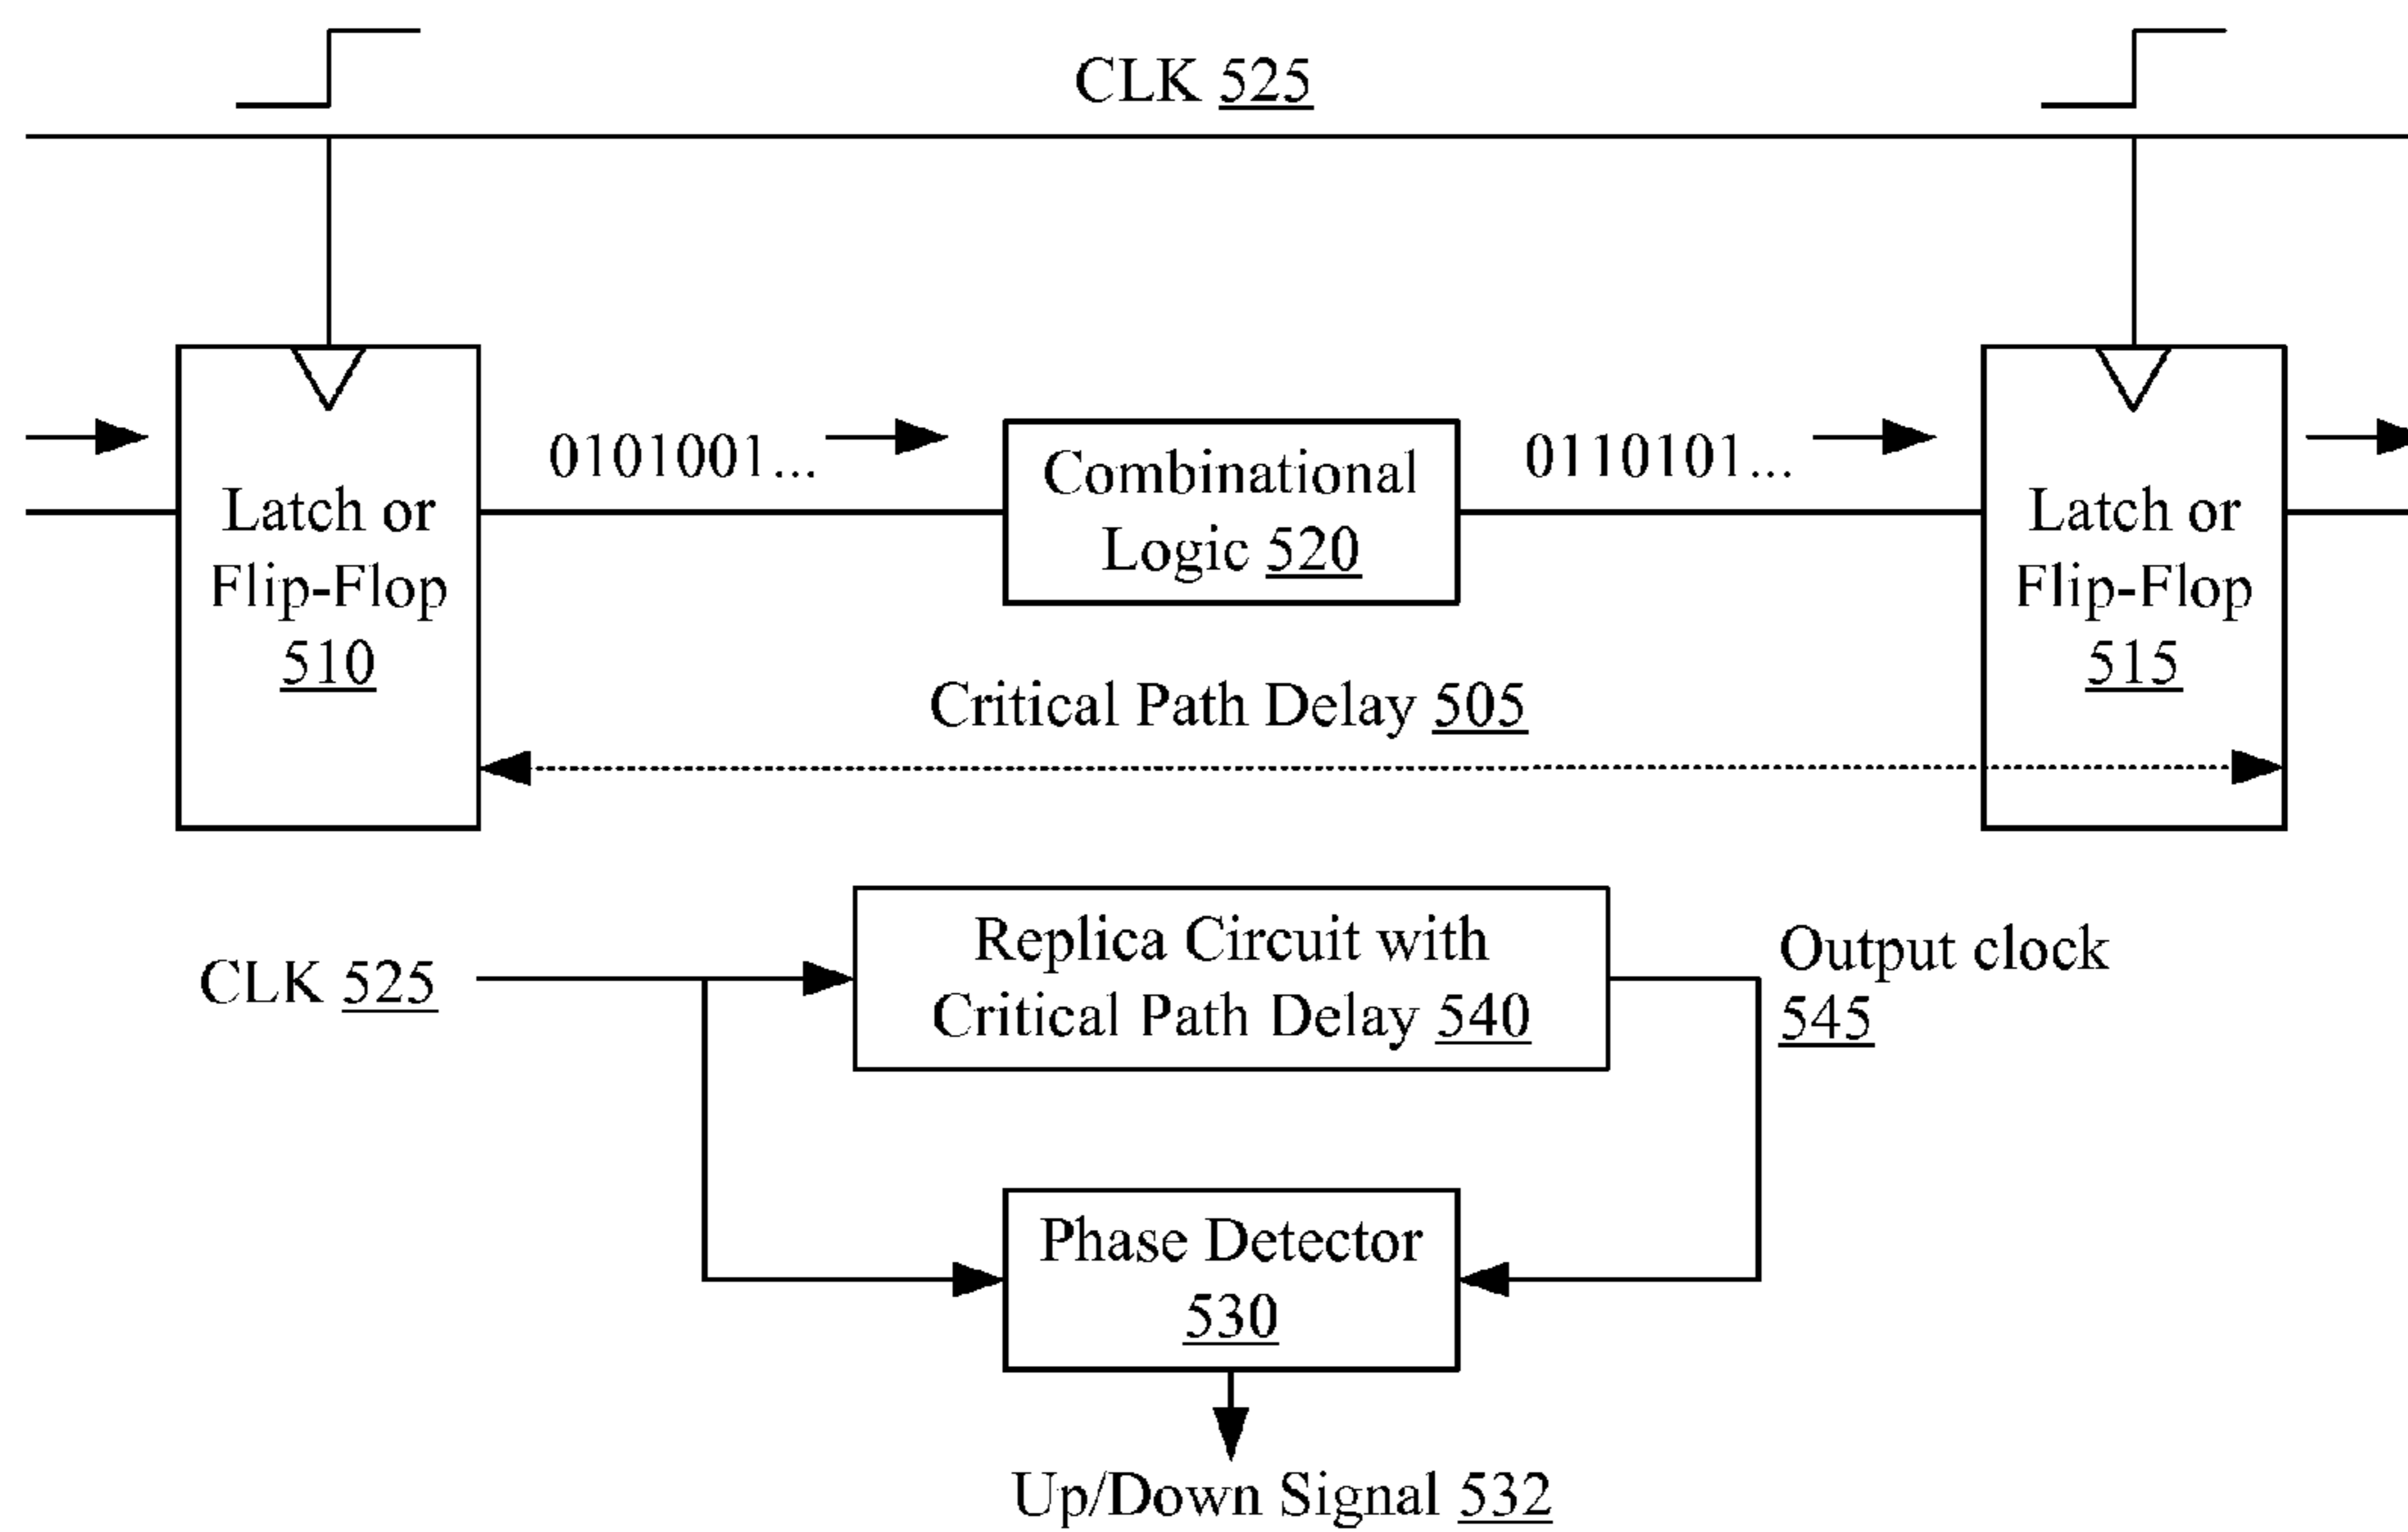 CLK 525
0101001...
Combinational
Logic 520
0110101...
Latch or
Flip-Flop
510
Latch or
Flip-Flop
515
Critical Path Delay 505
CLK 525
Replica Circuit with
Critical Path Delay 540
Output clock
545
Phase Detector
530
Up/Down Signal 532